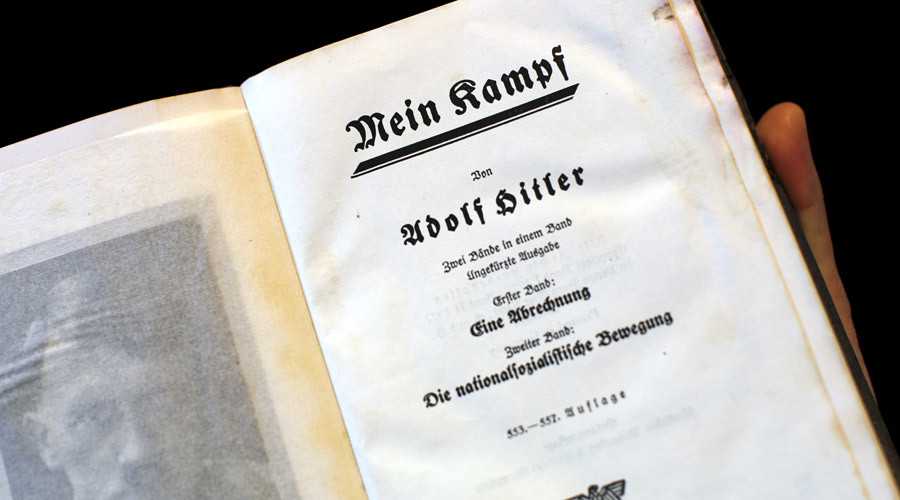 Mein Kampf
Von
Adolf Hitler
Zwei Bände in einem Band
Ungekürzte Ausgabe
Erster Band:
Eine Abrechnung
Zweiter Band:
Die nationalsozialistische Bewegung
553.—557. Auflage